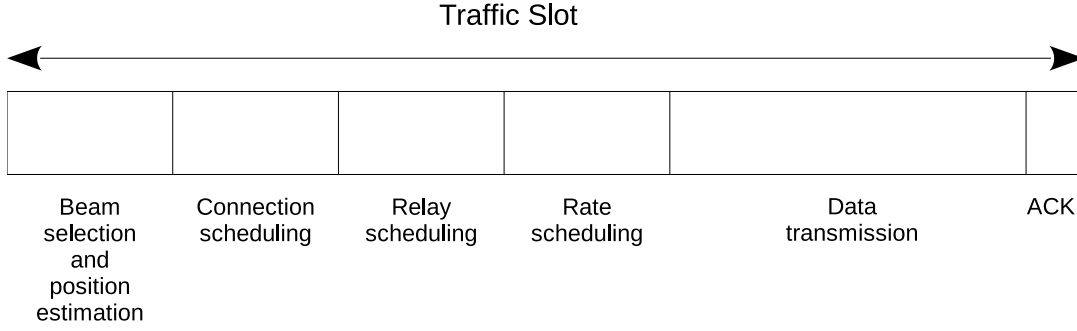 Traffic Slot
Beam
selection
and
position
estimation
Connection
scheduling
Relay
scheduling
Rate
scheduling
Data
transmission
ACK